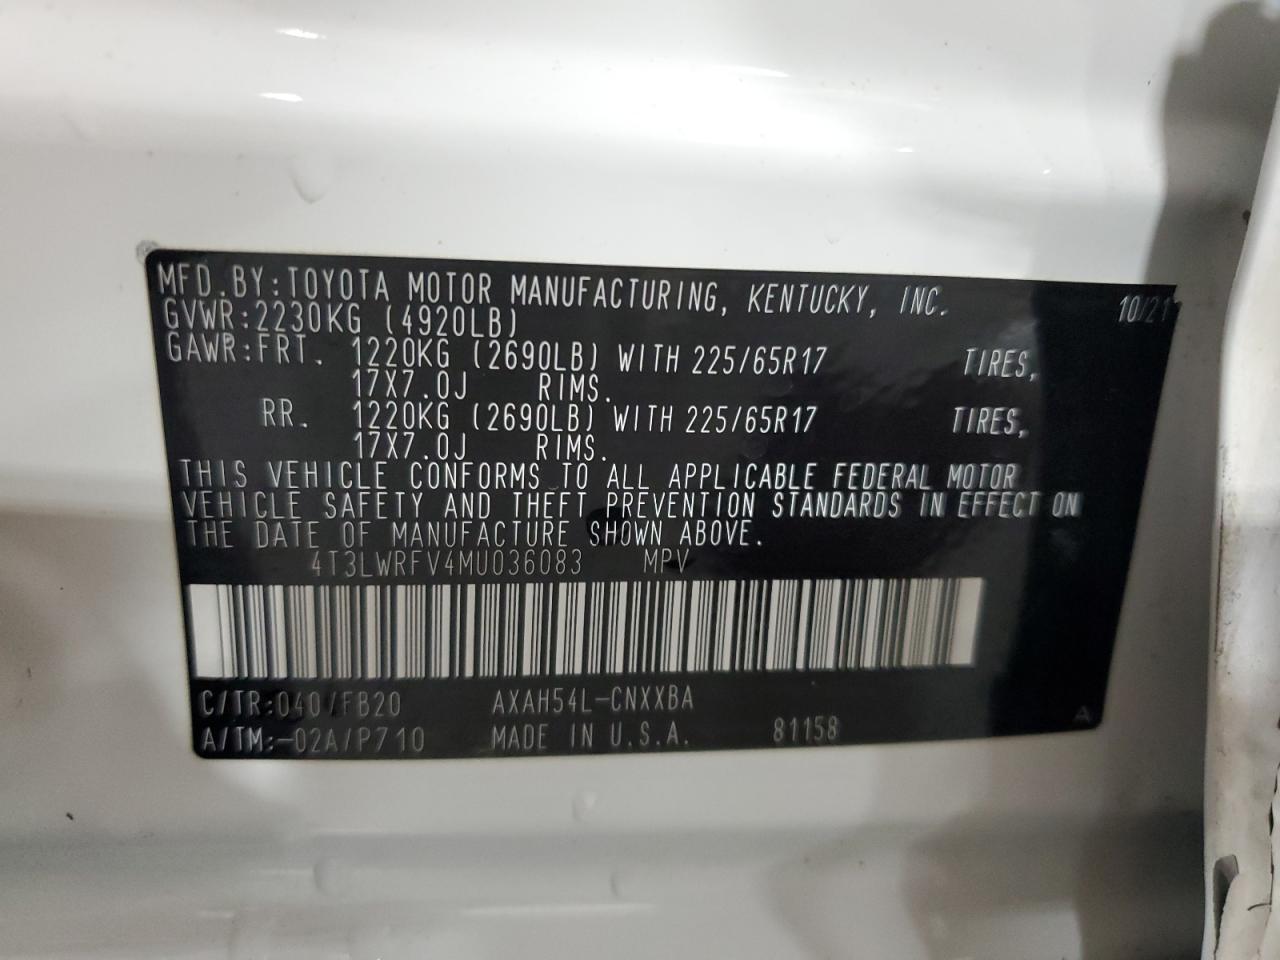 MFD.BY:TOYOTA MOTOR MANUFACTURING, KENTUCKY, INC. 10/21
GVWR:2230KG (4920LB)
GAWR:FRT. 1220KG (2690LB) WITH 225/65R17 TIRES,
17X7.0J RIMS.
RR. 1220KG (2690LB) WITH 225/65R17 TIRES,
17X7.0J RIMS.
THIS VEHICLE CONFORMS TO ALL APPLICABLE FEDERAL MOTOR
VEHICLE SAFETY AND THEFT PREVENTION STANDARDS IN EFFECT ON
THE DATE OF MANUFACTURE SHOWN ABOVE.
4T3LWRFV4MU036083 MPV
C/TR:040/FB20 AXAH54L-CNXXBA
A/TM:-02A/P710 MADE IN U.S.A. 81158
A